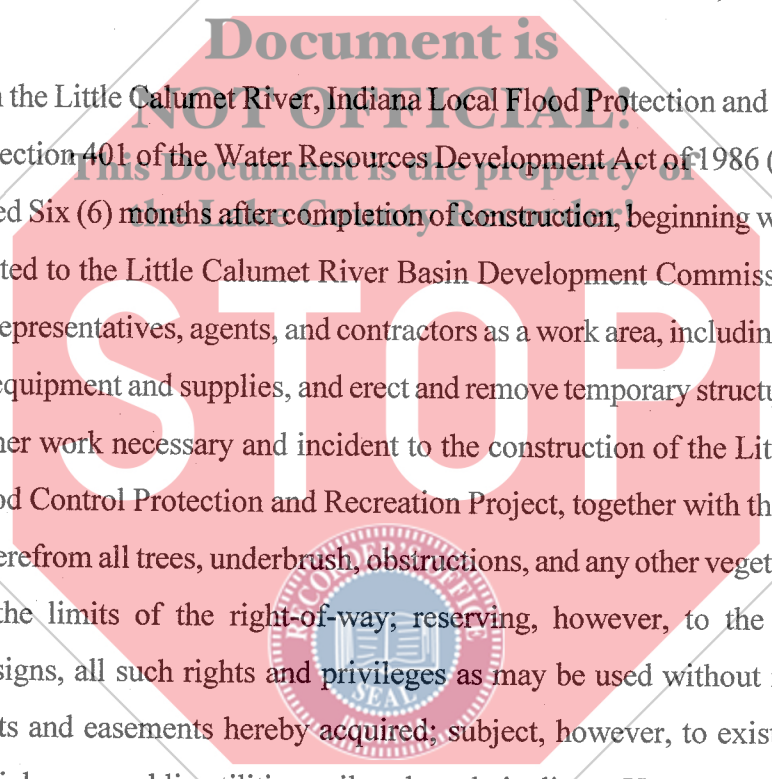 Document is
the Little Calumet River, Indiana Local Flood Protection and
NOT OFFICIAL!
ection 401 of the Water Resources Development Act of 1986 (
This Document is the property of
ed Six (6) months after completion of construction, beginning w
the Lake County Recorder!
ted to the Little Calumet River Basin Development Commiss
epresentatives, agents, and contractors as a work area, includin
STOP
equipment and supplies, and erect and remove temporary structu
her work necessary and incident to the construction of the Lit
od Control Protection and Recreation Project, together with th
erefrom all trees, underbrush, obstructions, and any other veget
RECORDER'S OFFICE
the limits of the right-of-way; reserving, however, to the
signs, all such rights and privileges as may be used without
SEAL
ts and easements hereby acquired; subject, however, to exis
INDIANA